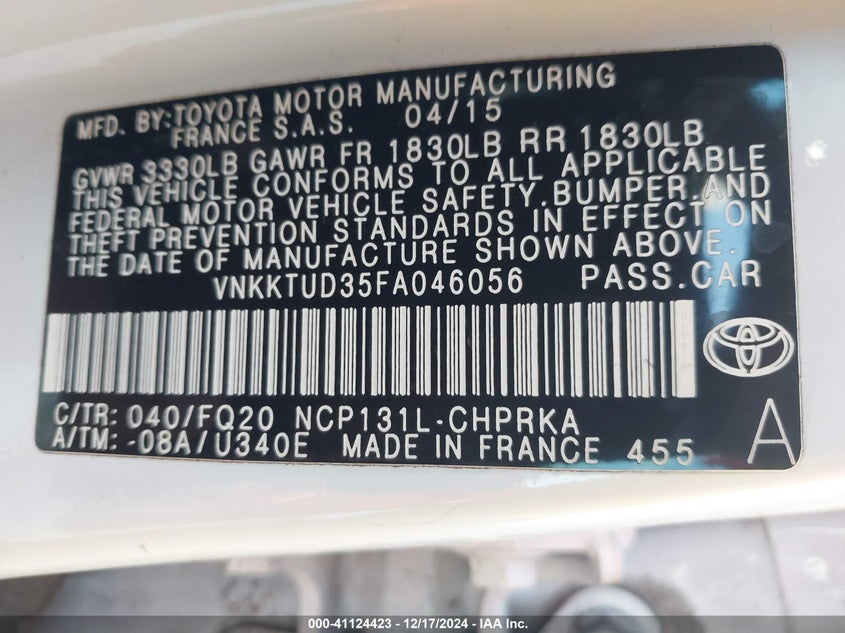 MFD. BY:TOYOTA MOTOR MANUFACTURING
FRANCE S.A.S. 04/15
GVWR 3330LB GAWR FR 1830LB RR 1830LB
THIS VEHICLE CONFORMS TO ALL APPLICABLE
FEDERAL MOTOR VEHICLE SAFETY,BUMPER,AND
THEFT PREVENTION STANDARDS IN EFFECT ON
THE DATE OF MANUFACTURE SHOWN ABOVE.
VNKKTUD35FA046056 PASS.CAR
C/TR: 040/FQ20 NCP131L-CHPRKA
A/TM: -08A/U340E MADE IN FRANCE 455 A
000-41124423 - 12/17/2024 - IAA Inc.